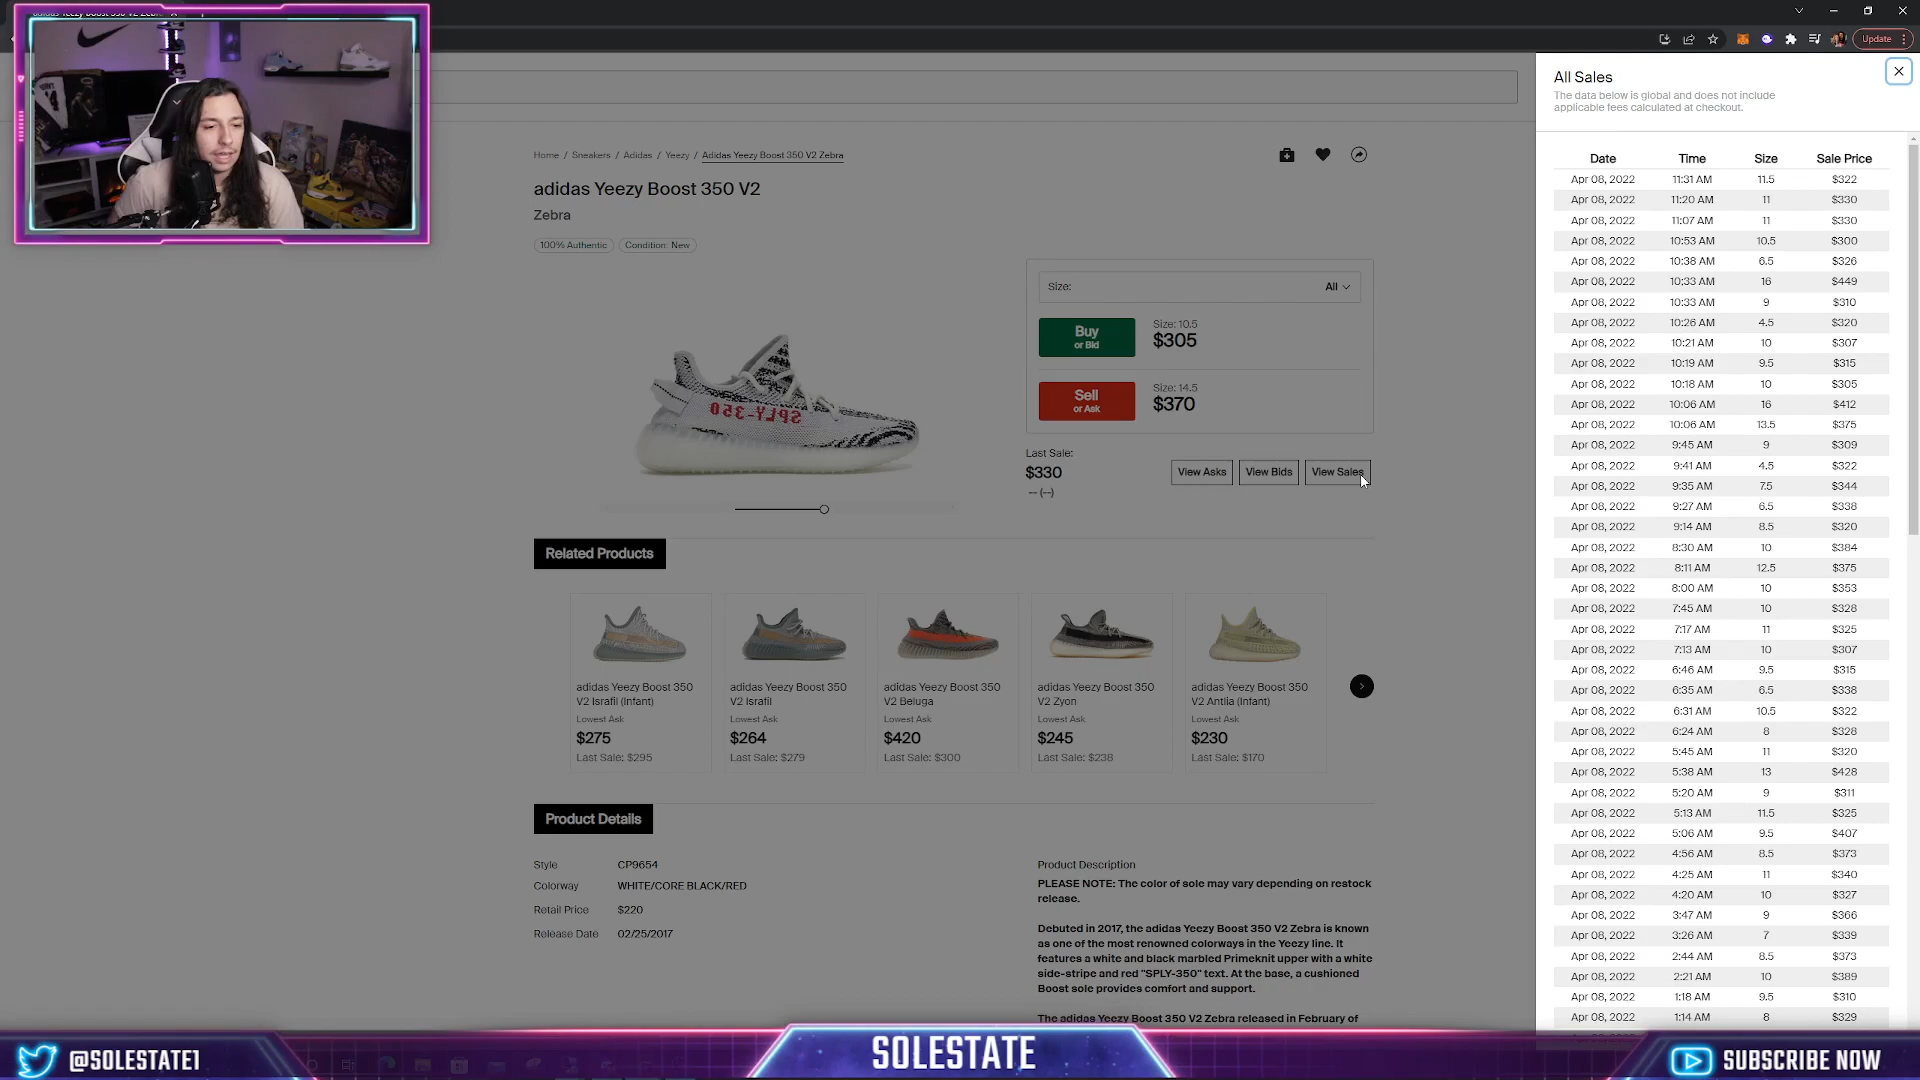 Update
Home / Sneakers / Adidas / Yeezy / Adidas Yeezy Boost 350 V2 Zebra
adidas Yeezy Boost 350 V2
Zebra
100% Authentic
Condition: New
SPLY-350
Size:
All
Buy
or Bid
Size: 10.5
$305
Sell
or Ask
Size: 14.5
$370
Last Sale:
$330
-- (--)
View Asks
View Bids
View Sales
Related Products
adidas Yeezy Boost 350
V2 Israfil (Infant)
Lowest Ask
$275
Last Sale: $295
adidas Yeezy Boost 350
V2 Israfil
Lowest Ask
$264
Last Sale: $279
adidas Yeezy Boost 350
V2 Beluga
Lowest Ask
$420
Last Sale: $300
adidas Yeezy Boost 350
V2 Zyon
Lowest Ask
$245
Last Sale: $238
adidas Yeezy Boost 350
V2 Antlia (Infant)
Lowest Ask
$230
Last Sale: $170
Product Details
Style CP9654
Colorway WHITE/CORE BLACK/RED
Retail Price $220
Release Date 02/25/2017
Product Description
PLEASE NOTE: The color of sole may vary depending on restock
release.
Debuted in 2017, the adidas Yeezy Boost 350 V2 Zebra is known
as one of the most renowned colorways in the Yeezy line. It
features a white and black marbled Primeknit upper with a white
side-stripe and red "SPLY-350" text. At the base, a cushioned
Boost sole provides comfort and support.
The adidas Yeezy Boost 350 V2 Zebra released in February of
All Sales
The data below is global and does not include
applicable fees calculated at checkout.
Date Time Size Sale Price
Apr 08, 2022 11:31 AM 11.5 $322
Apr 08, 2022 11:20 AM 11 $330
Apr 08, 2022 11:07 AM 11 $330
Apr 08, 2022 10:53 AM 10.5 $300
Apr 08, 2022 10:38 AM 6.5 $326
Apr 08, 2022 10:33 AM 16 $449
Apr 08, 2022 10:33 AM 9 $310
Apr 08, 2022 10:26 AM 4.5 $320
Apr 08, 2022 10:21 AM 10 $307
Apr 08, 2022 10:19 AM 9.5 $315
Apr 08, 2022 10:18 AM 10 $305
Apr 08, 2022 10:06 AM 16 $412
Apr 08, 2022 10:06 AM 13.5 $375
Apr 08, 2022 9:45 AM 9 $309
Apr 08, 2022 9:41 AM 4.5 $322
Apr 08, 2022 9:35 AM 7.5 $344
Apr 08, 2022 9:27 AM 6.5 $338
Apr 08, 2022 9:14 AM 8.5 $320
Apr 08, 2022 8:30 AM 10 $384
Apr 08, 2022 8:11 AM 12.5 $375
Apr 08, 2022 8:00 AM 10 $353
Apr 08, 2022 7:45 AM 10 $328
Apr 08, 2022 7:17 AM 11 $325
Apr 08, 2022 7:13 AM 10 $307
Apr 08, 2022 6:46 AM 9.5 $315
Apr 08, 2022 6:35 AM 6.5 $338
Apr 08, 2022 6:31 AM 10.5 $322
Apr 08, 2022 6:24 AM 8 $328
Apr 08, 2022 5:45 AM 11 $320
Apr 08, 2022 5:38 AM 13 $428
Apr 08, 2022 5:20 AM 9 $311
Apr 08, 2022 5:13 AM 11.5 $325
Apr 08, 2022 5:06 AM 9.5 $407
Apr 08, 2022 4:56 AM 8.5 $373
Apr 08, 2022 4:25 AM 11 $340
Apr 08, 2022 4:20 AM 10 $327
Apr 08, 2022 3:47 AM 9 $366
Apr 08, 2022 3:26 AM 7 $339
Apr 08, 2022 2:44 AM 8.5 $373
Apr 08, 2022 2:21 AM 10 $389
Apr 08, 2022 1:18 AM 9.5 $310
Apr 08, 2022 1:14 AM 8 $329
@SOLESTATE1
SOLESTATE
SUBSCRIBE NOW